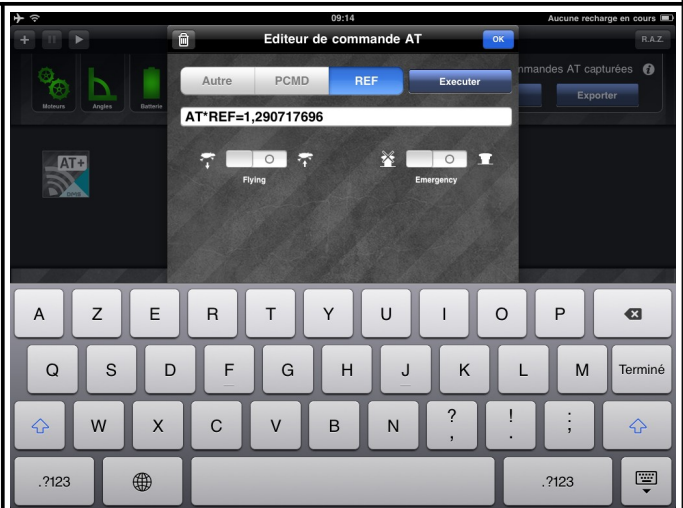 09:14
Aucune recharge en cours
R.A.Z.
Editeur de commande AT
OK
mmandes AT capturées
Exporter
Moteurs
Angles
Batterie
Autre
PCMD
REF
Executer
AT*REF=1,290717696
Flying
Emergency
AT+
A Z E R T Y U I O P
Q S D F G H J K L M Terminé
W X C V B N ? , ! . : ;
.?123
.?123